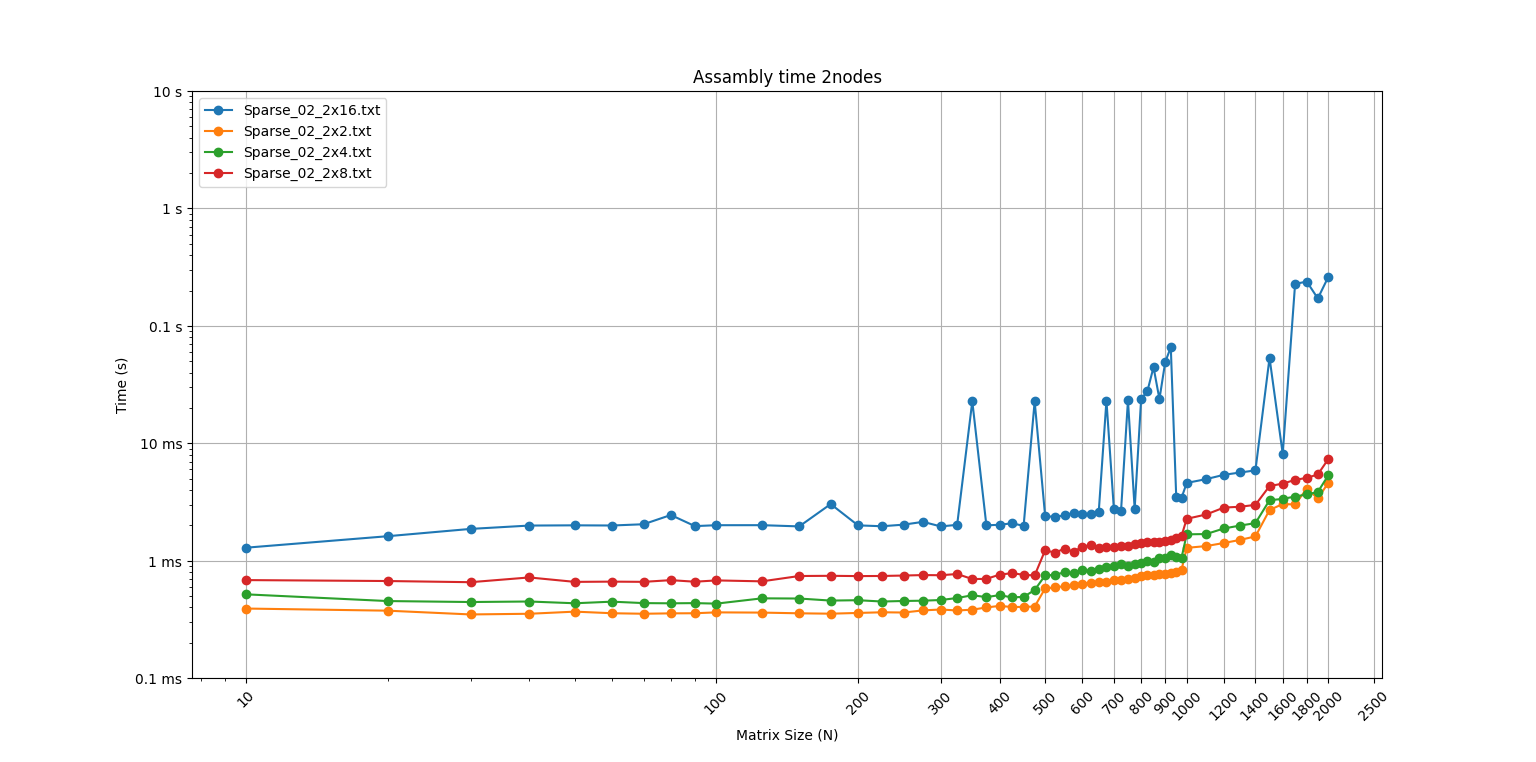 Assambly time 2nodes
10 s
1 s
0.1 s
10 ms
1 ms
0.1 ms
Time (s)
Sparse_02_2x16.txt
Sparse_02_2x2.txt
Sparse_02_2x4.txt
Sparse_02_2x8.txt
10
100
200
300
400
500
600
700
800
900
1000
1200
1400
1600
1800
2000
2500
Matrix Size (N)